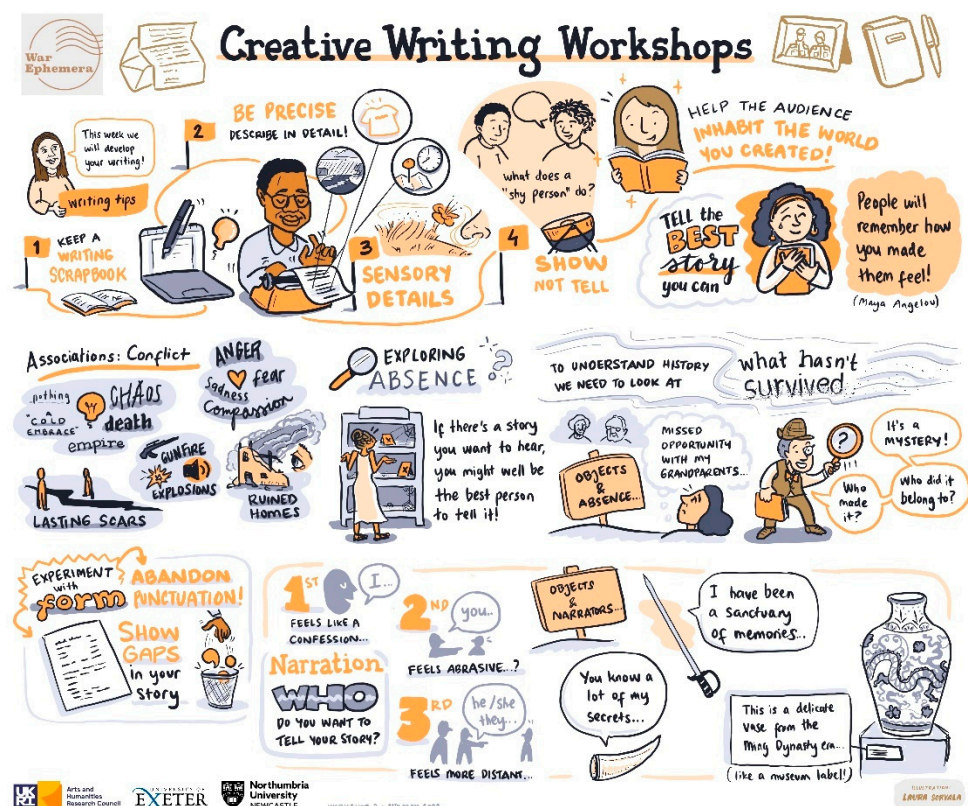 War
Ephemera
Creative Writing Workshops
This week we
will develop
your writing!
writing tips
1
KEEP A
WRITING
SCRAPBOOK
2
BE PRECISE
DESCRIBE IN DETAIL!
3
SENSORY
DETAILS
4
what does a
"shy person" do?
SHOW
NOT TELL
HELP THE AUDIENCE
INHABIT THE WORLD
YOU CREATED!
TELL the
BEST
story
you can
People will
remember how
you made
them feel!
(Maya Angelou)
Associations: Conflict
nothing
CHAOS
"A COLD
EMBRACE"
death
empire
ANGER
fear
Sadness
Compassion
GUNFIRE
EXPLOSIONS
LASTING SCARS
RUINED
HOMES
EXPLORING
ABSENCE
?
If there's a story
you want to hear,
you might well be
the best person
to tell it!
TO UNDERSTAND HISTORY
WE NEED TO LOOK AT
what hasn't
survived...
OBJECTS
&
ABSENCE...
MISSED
OPPORTUNITY
WITH MY
GRANDPARENTS...
?
It's a
MYSTERY!
Who
made
it?
Who did it
belong to?
EXPERIMENT
with
form
ABANDON
PUNCTUATION!
SHOW
GAPS
in your
story
1ST
I...
FEELS LIKE A
CONFESSION...
Narration
WHO
DO YOU WANT TO
TELL YOUR STORY?
2ND
you..
FEELS ABRASIVE...?
3RD
he/she
they...
FEELS MORE DISTANT...
OBJECTS
&
NARRATORS...
I have been
a sanctuary
of memories...
You know a
lot of my
secrets...
This is a delicate
vase from the
Ming Dynasty era...
(like a museum label!)
UKRI
Arts and
Humanities
Research Council
UNIVERSITY OF
EXETER
Northumbria
University
NEWCASTLE
ILLUSTRATION
LAURA SORVALA